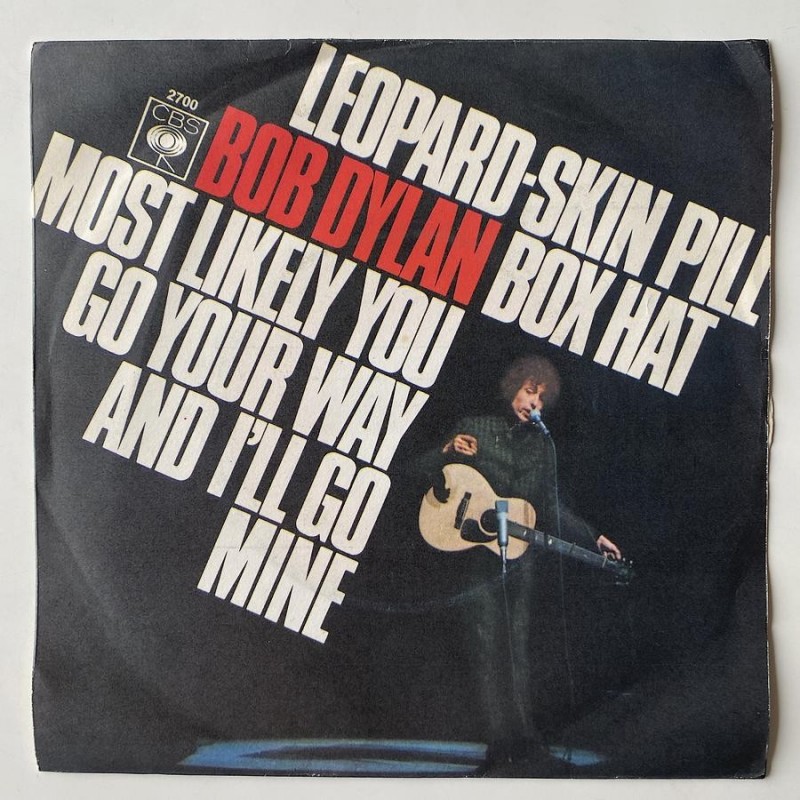 2700
CBS
LEOPARD-SKIN PILL
BOX HAT
BOB DYLAN
MOST LIKELY YOU
GO YOUR WAY
AND I'LL GO
MINE